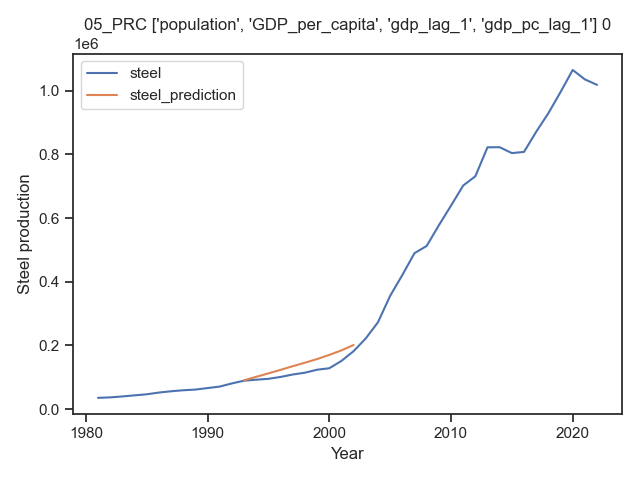 05_PRC ['population', 'GDP_per_capita', 'gdp_lag_1', 'gdp_pc_lag_1'] 0
1e6
steel
steel_prediction
1.0
0.8
0.6
0.4
0.2
0.0
Steel production
1980 1990 2000 2010 2020
Year